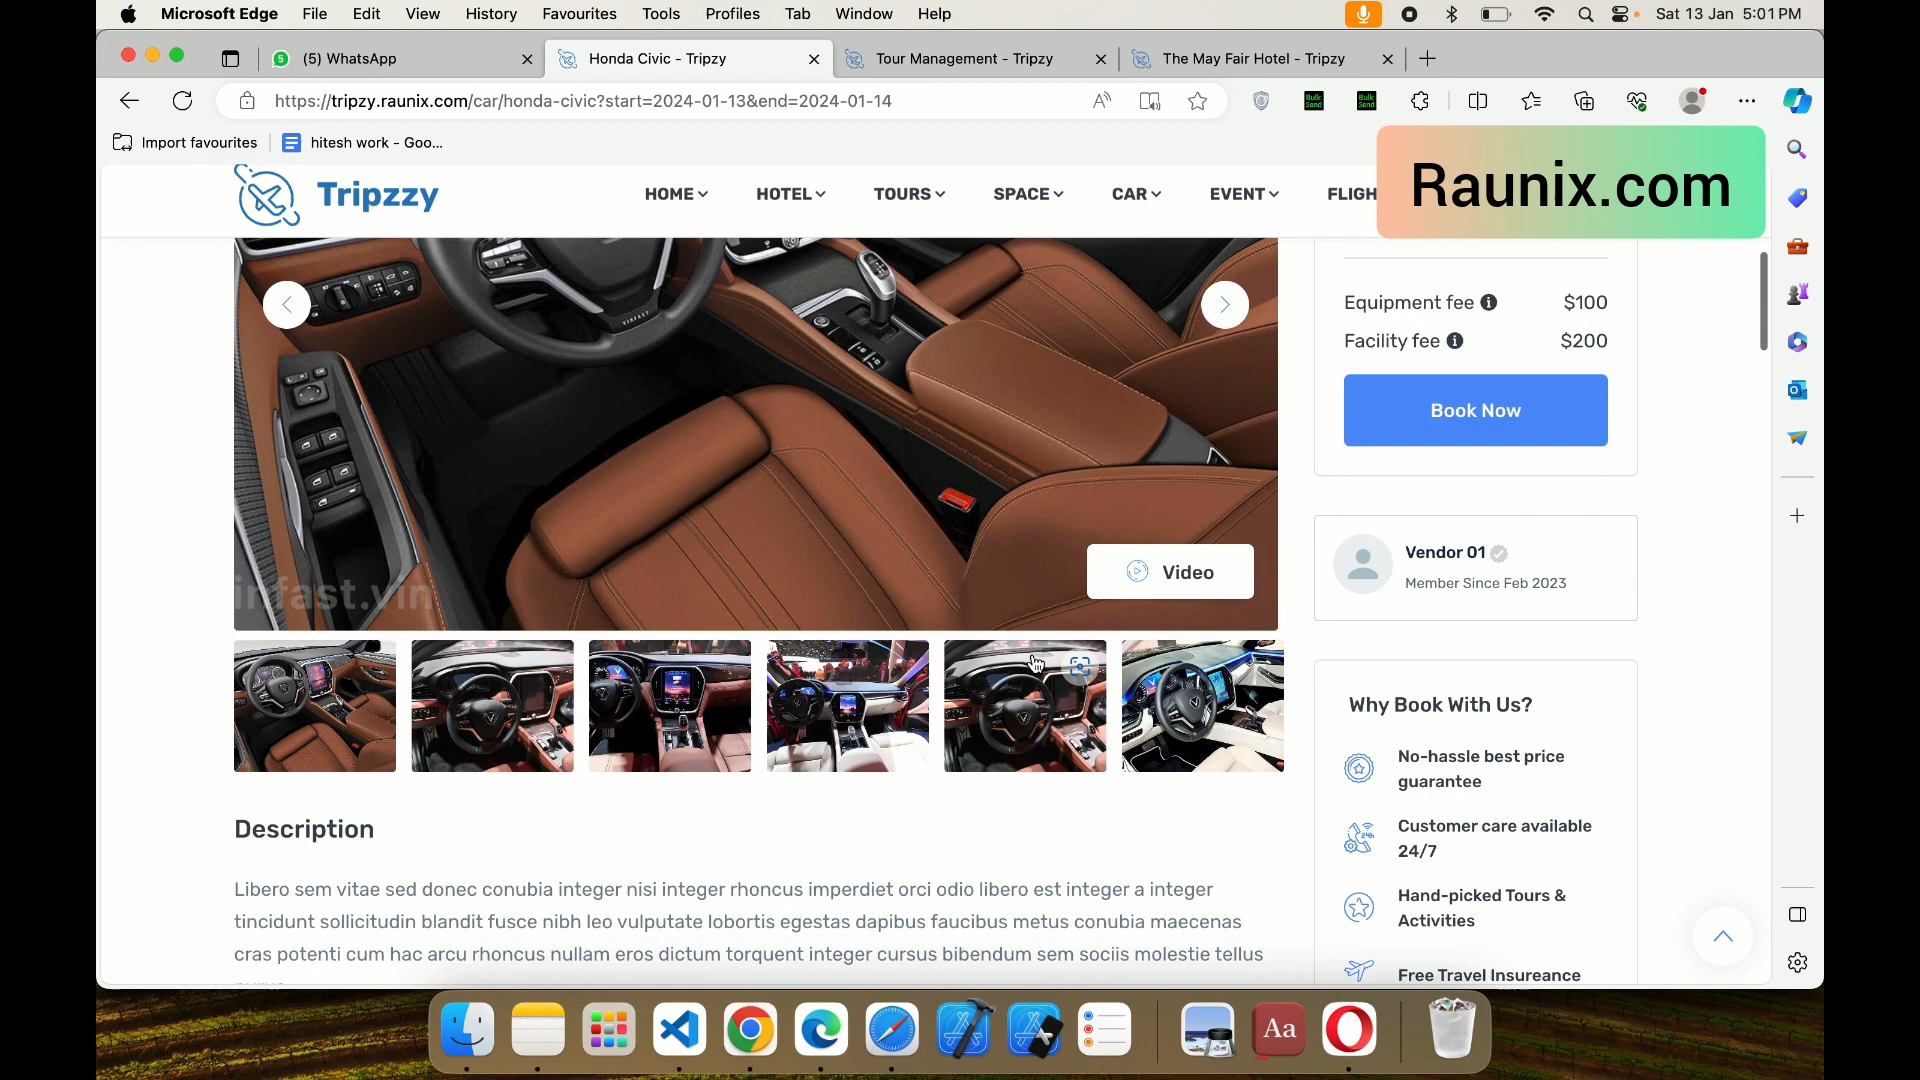 Microsoft Edge File Edit View History Favourites Tools Profiles Tab Window Help Sat 13 Jan 5:01 PM
(5) WhatsApp Honda Civic - Tripzy Tour Management - Tripzy The May Fair Hotel - Tripzy
https://tripzy.raunix.com/car/honda-civic?start=2024-01-13&end=2024-01-14
Import favourites hitesh work - Goo...
Raunix.com
Tripzzy HOME HOTEL TOURS SPACE CAR EVENT FLIGH
Equipment fee $100
Facility fee $200
Book Now
VINFAST
Video
infast.vin
Vendor 01
Member Since Feb 2023
Why Book With Us?
No-hassle best price
guarantee
Customer care available
24/7
Hand-picked Tours &
Activities
Free Travel Insureance
Description
Libero sem vitae sed donec conubia integer nisi integer rhoncus imperdiet orci odio libero est integer a integer
tincidunt sollicitudin blandit fusce nibh leo vulputate lobortis egestas dapibus faucibus metus conubia maecenas
cras potenti cum hac arcu rhoncus nullam eros dictum torquent integer cursus bibendum sem sociis molestie tellus
Aa